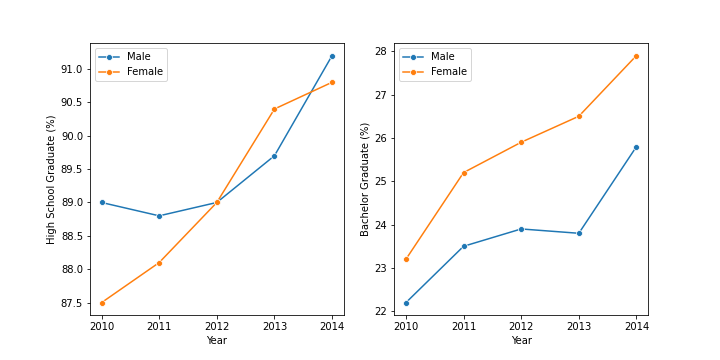 Male
Female
91.0
90.5
90.0
89.5
89.0
88.5
88.0
87.5
High School Graduate (%)
2010 2011 2012 2013 2014
Year
Male
Female
28
27
26
25
24
23
22
Bachelor Graduate (%)
2010 2011 2012 2013 2014
Year